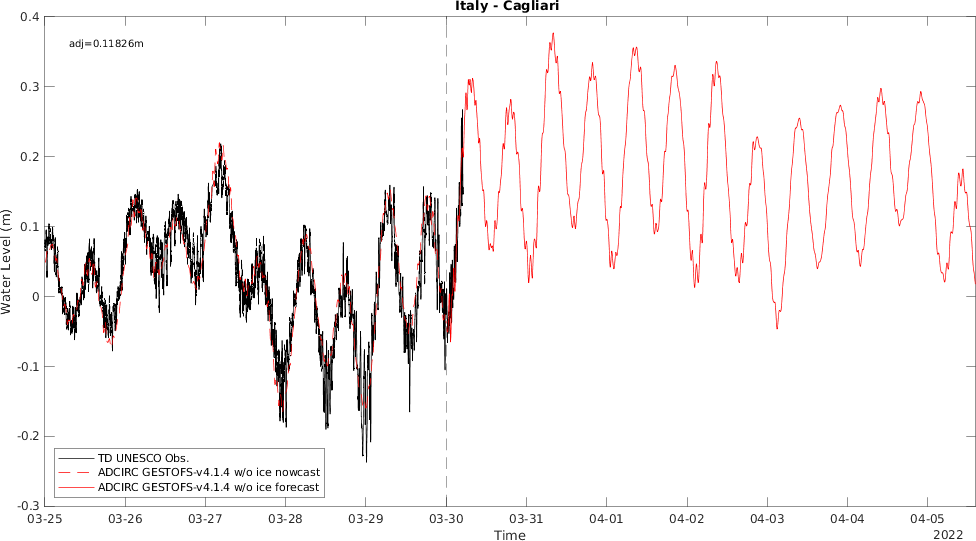 Italy - Cagliari
adj=0.11826m
0.4
0.3
0.2
0.1
0
-0.1
-0.2
-0.3
Water Level (m)
TD UNESCO Obs.
ADCIRC GESTOFS-v4.1.4 w/o ice nowcast
ADCIRC GESTOFS-v4.1.4 w/o ice forecast
03-25 03-26 03-27 03-28 03-29 03-30 03-31 04-01 04-02 04-03 04-04 04-05
Time
2022